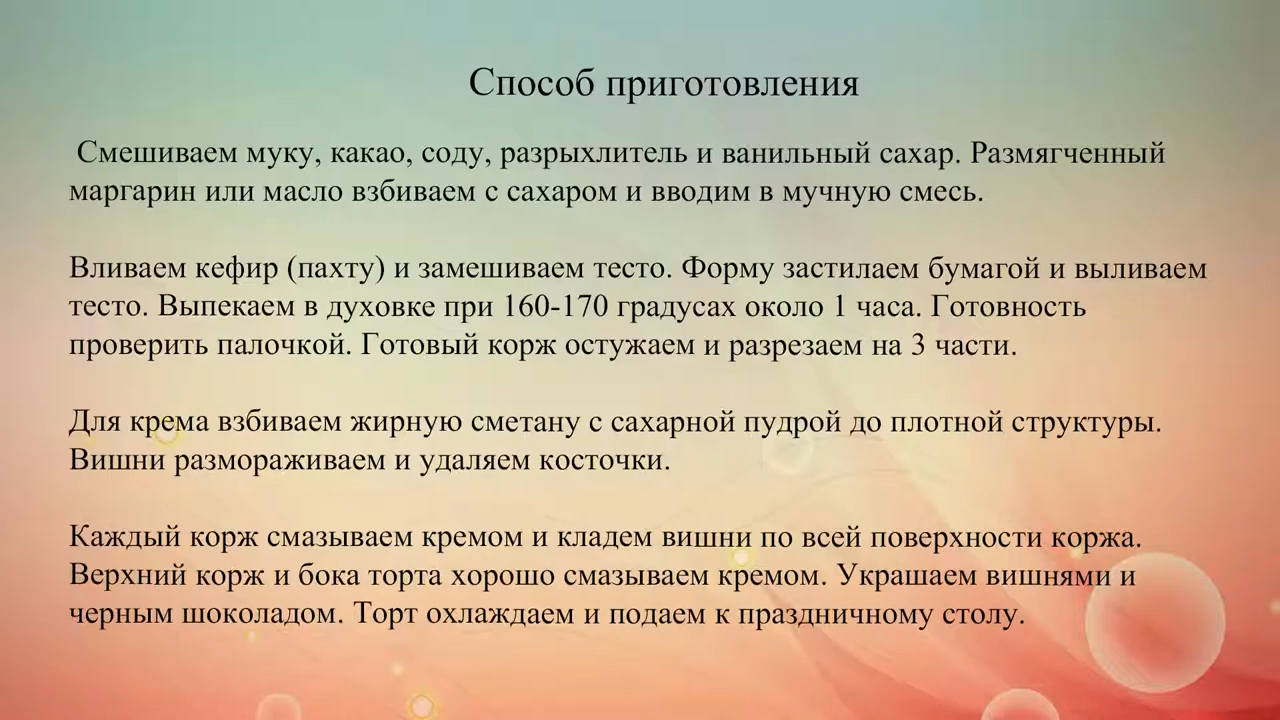 Способ приготовления
Смешиваем муку, какао, соду, разрыхлитель и ванильный сахар. Размягченный
маргарин или масло взбиваем с сахаром и вводим в мучную смесь.
Вливаем кефир (пахту) и замешиваем тесто. Форму застилаем бумагой и выливаем
тесто. Выпекаем в духовке при 160-170 градусах около 1 часа. Готовность
проверить палочкой. Готовый корж остужаем и разрезаем на 3 части.
Для крема взбиваем жирную сметану с сахарной пудрой до плотной структуры.
Вишни размораживаем и удаляем косточки.
Каждый корж смазываем кремом и кладем вишни по всей поверхности коржа.
Верхний корж и бока торта хорошо смазываем кремом. Украшаем вишнями и
черным шоколадом. Торт охлаждаем и подаем к праздничному столу.